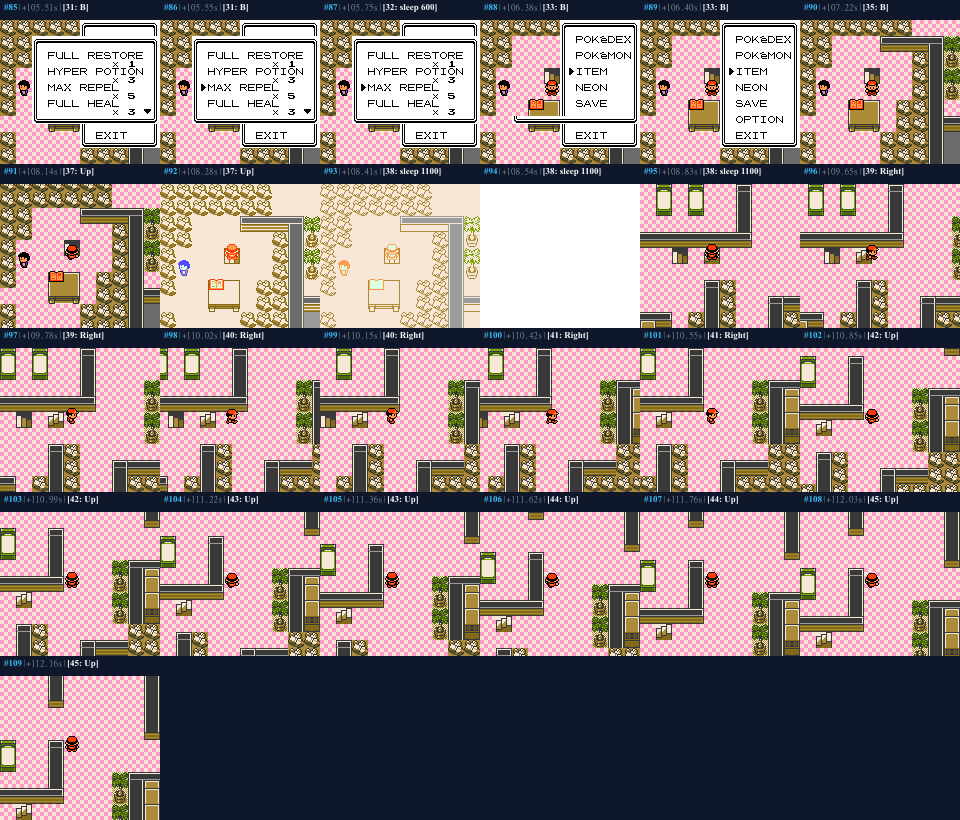 #85|+105.51s|[31: B]
#86|+105.55s|[31: B]
#87|+105.75s|[32: sleep 600]
#88|+106.38s|[33: B]
#89|+106.40s|[33: B]
#90|+107.22s|[35: B]
FULL RESTORE
× 1
HYPER POTION
× 3
MAX REPEL
× 5
FULL HEAL
× 3
EXIT
FULL RESTORE
× 1
HYPER POTION
× 3
MAX REPEL
× 5
FULL HEAL
× 3
EXIT
FULL RESTORE
× 1
HYPER POTION
× 3
MAX REPEL
× 5
FULL HEAL
× 3
EXIT
POKéDEX
POKéMON
ITEM
NEON
SAVE
EXIT
POKéDEX
POKéMON
ITEM
NEON
SAVE
OPTION
EXIT
#91|+108.14s|[37: Up]
#92|+108.28s|[37: Up]
#93|+108.41s|[38: sleep 1100]
#94|+108.54s|[38: sleep 1100]
#95|+108.83s|[38: sleep 1100]
#96|+109.65s|[39: Right]
#97|+109.78s|[39: Right]
#98|+110.02s|[40: Right]
#99|+110.15s|[40: Right]
#100|+110.42s|[41: Right]
#101|+110.55s|[41: Right]
#102|+110.85s|[42: Up]
#103|+110.99s|[42: Up]
#104|+111.22s|[43: Up]
#105|+111.36s|[43: Up]
#106|+111.62s|[44: Up]
#107|+111.76s|[44: Up]
#108|+112.03s|[45: Up]
#109|+112.16s|[45: Up]